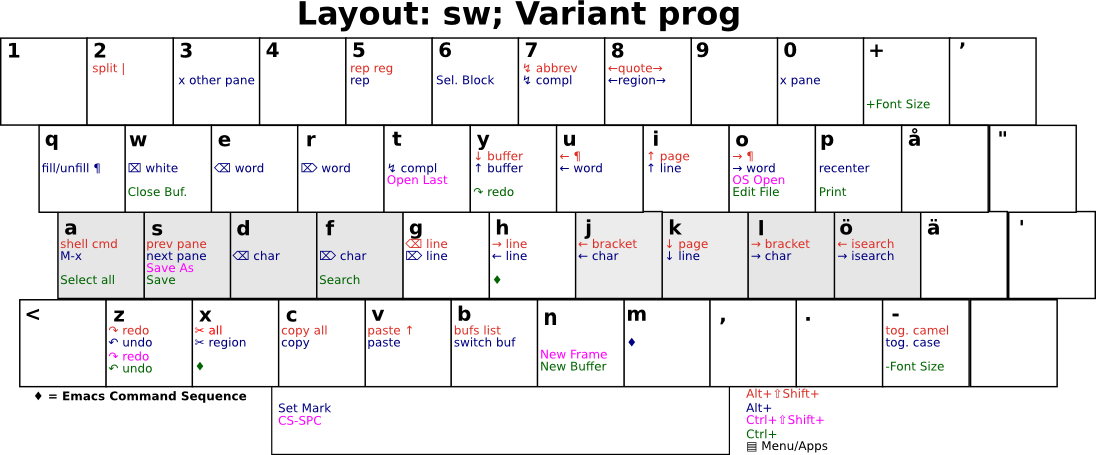 Layout: sw; Variant prog
1
2
split |
3
x other pane
4
5
rep reg
rep
6
Sel. Block
7
↯ abbrev
↯ compl
8
←quote→
←region→
9
0
x pane
+
+Font Size
’
q
fill/unfill ¶
w
⌧ white
Close Buf.
e
⌫ word
r
⌦ word
t
↯ compl
Open Last
y
↓ buffer
↑ buffer
↷ redo
u
← ¶
← word
i
↑ page
↑ line
o
→ ¶
→ word
OS Open
Edit File
p
recenter
Print
å
"
a
shell cmd
M-x
Select all
s
prev pane
next pane
Save As
Save
d
⌫ char
f
⌦ char
Search
g
⌫ line
⌦ line
h
→ line
← line
♦
j
← bracket
← char
k
↓ page
↓ line
l
→ bracket
→ char
ö
← isearch
→ isearch
ä
'
<
z
↷ redo
↶ undo
↷ redo
↶ undo
x
✂ all
✂ region
♦
c
copy all
copy
v
paste ↑
paste
b
bufs list
switch buf
n
New Frame
New Buffer
m
♦
,
.
-
tog. camel
tog. case
-Font Size
♦ = Emacs Command Sequence
Set Mark
CS-SPC
Alt+⇧Shift+
Alt+
Ctrl+⇧Shift+
Ctrl+
▤ Menu/Apps